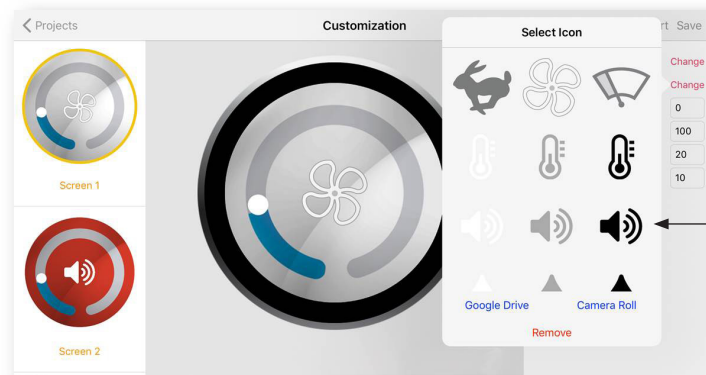 Projects
Customization
rt Save
Select Icon
Change
Change
0
100
20
10
Screen 1
Google Drive
Camera Roll
Remove
Screen 2